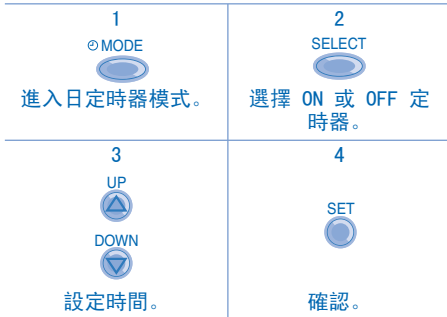 1
MODE
進入日定時器模式。
2
SELECT
選擇 ON 或 OFF 定
時器。
3
UP
DOWN
設定時間。
4
SET
確認。